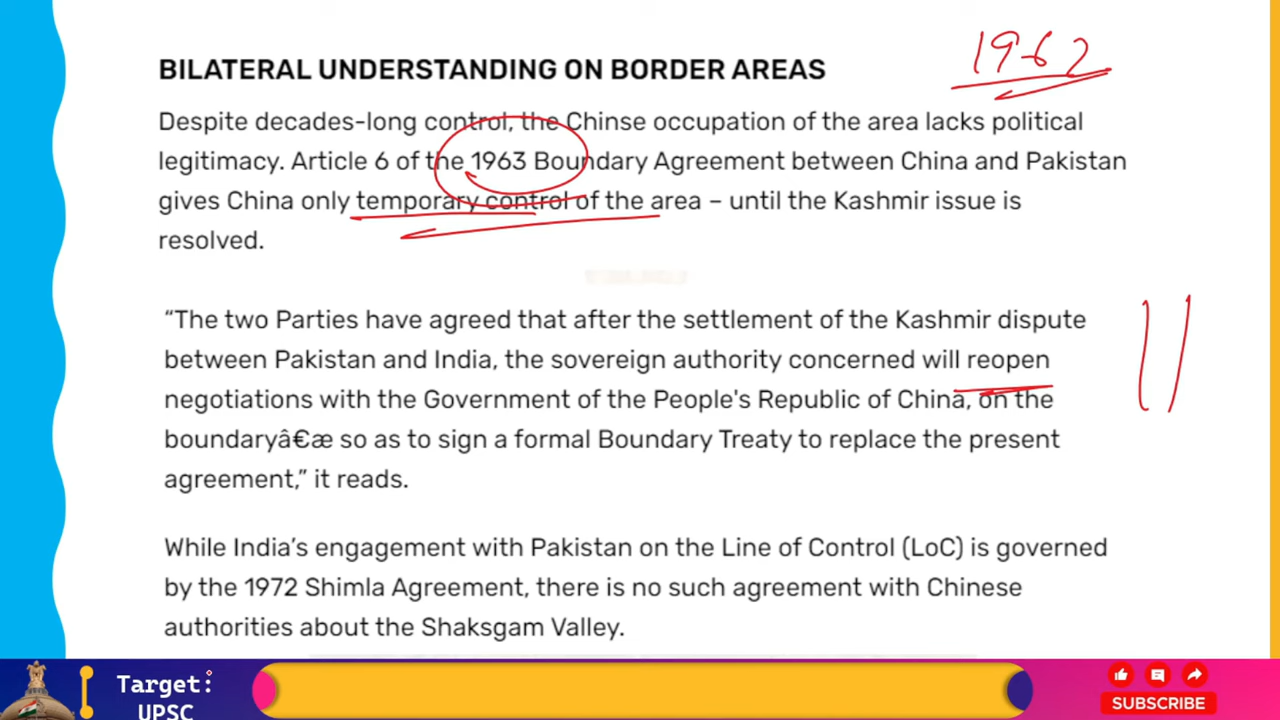 1962
BILATERAL UNDERSTANDING ON BORDER AREAS
Despite decades-long control, the Chinse occupation of the area lacks political
legitimacy. Article 6 of the 1963 Boundary Agreement between China and Pakistan
gives China only temporary control of the area – until the Kashmir issue is
resolved.
“The two Parties have agreed that after the settlement of the Kashmir dispute
between Pakistan and India, the sovereign authority concerned will reopen
negotiations with the Government of the People's Republic of China, on the
boundaryâ€æ so as to sign a formal Boundary Treaty to replace the present
agreement,” it reads.
While India’s engagement with Pakistan on the Line of Control (LoC) is governed
by the 1972 Shimla Agreement, there is no such agreement with Chinese
authorities about the Shaksgam Valley.
Target:
UPSC
SUBSCRIBE